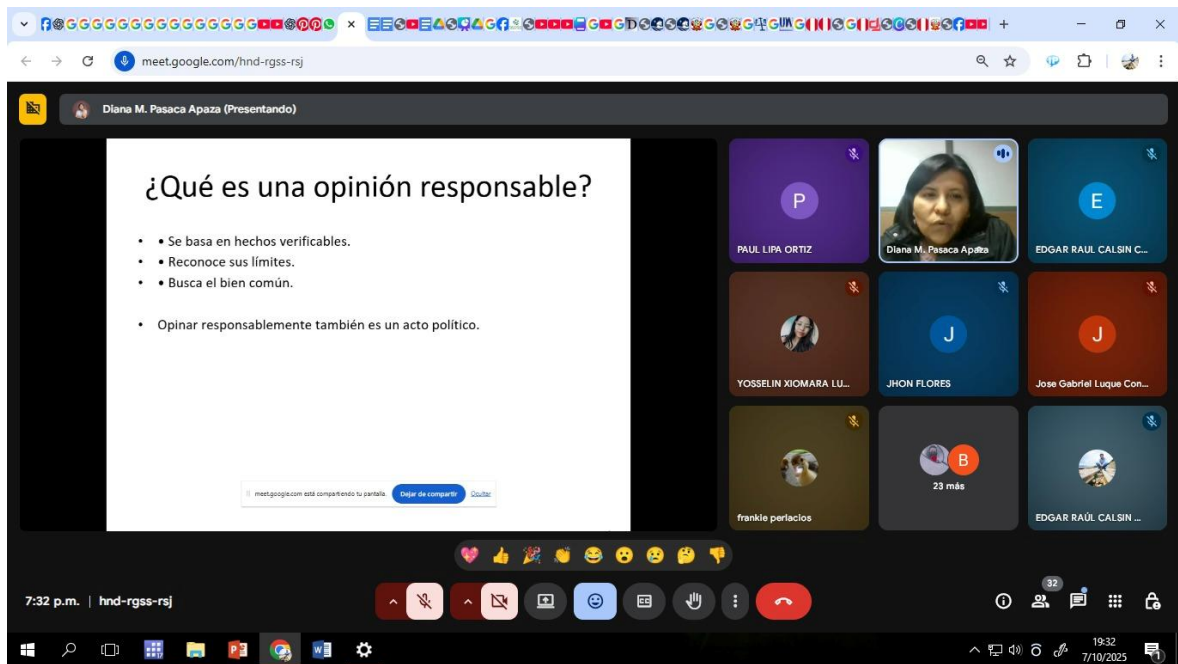 meet.google.com/hnd-rgss-rsj
Diana M. Pasaca Apaza (Presentando)
¿Qué es una opinión responsable?
• • Se basa en hechos verificables.
• • Reconoce sus límites.
• • Busca el bien común.
• Opinar responsablemente también es un acto político.
meet.google.com está compartiendo tu pantalla. Dejar de compartir Ocultar
P
PAUL LIPA ORTIZ
Diana M. Pasaca Apaza
E
EDGAR RAUL CALSIN C...
YOSSELIN XIOMARA LU...
J
JHON FLORES
J
Jose Gabriel Luque Con...
frankie perlacios
B
23 más
EDGAR RAÚL CALSIN ...
7:32 p.m. | hnd-rgss-rsj
CC
32
19:32
7/10/2025